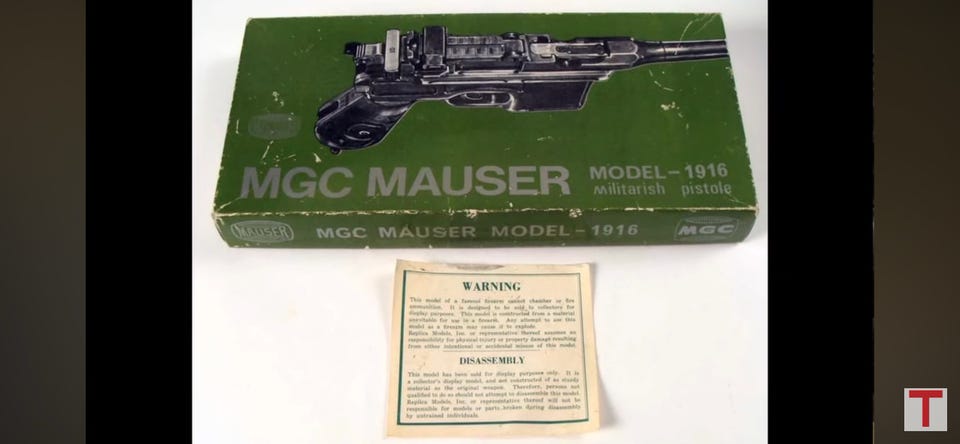 MGC MAUSER
MODEL-1916
militarish pistole
MAUSER
MGC MAUSER MODEL-1916
MGC
WARNING
This model of a famous firearm cannot chamber or fire
ammunition. It is designed to be sold to collectors for
display purposes. This model is constructed from a material
unsuitable for use in a firearm. Any attempt to use this
model as a firearm may cause it to explode.
Replica Models, Inc. or representative thereof assumes no
responsibility for physical injury or property damage resulting
from either intentional or accidental misuse of this model.
DISASSEMBLY
This model has been sold for display purposes only. It is
a collector's display model, and not constructed of as sturdy
material as the original weapon. Therefore, persons not
qualified to do so should not attempt to disassemble this model.
Replica Models, Inc. or representative thereof will not be
responsible for models or parts broken during disassembly
by untrained individuals.
T